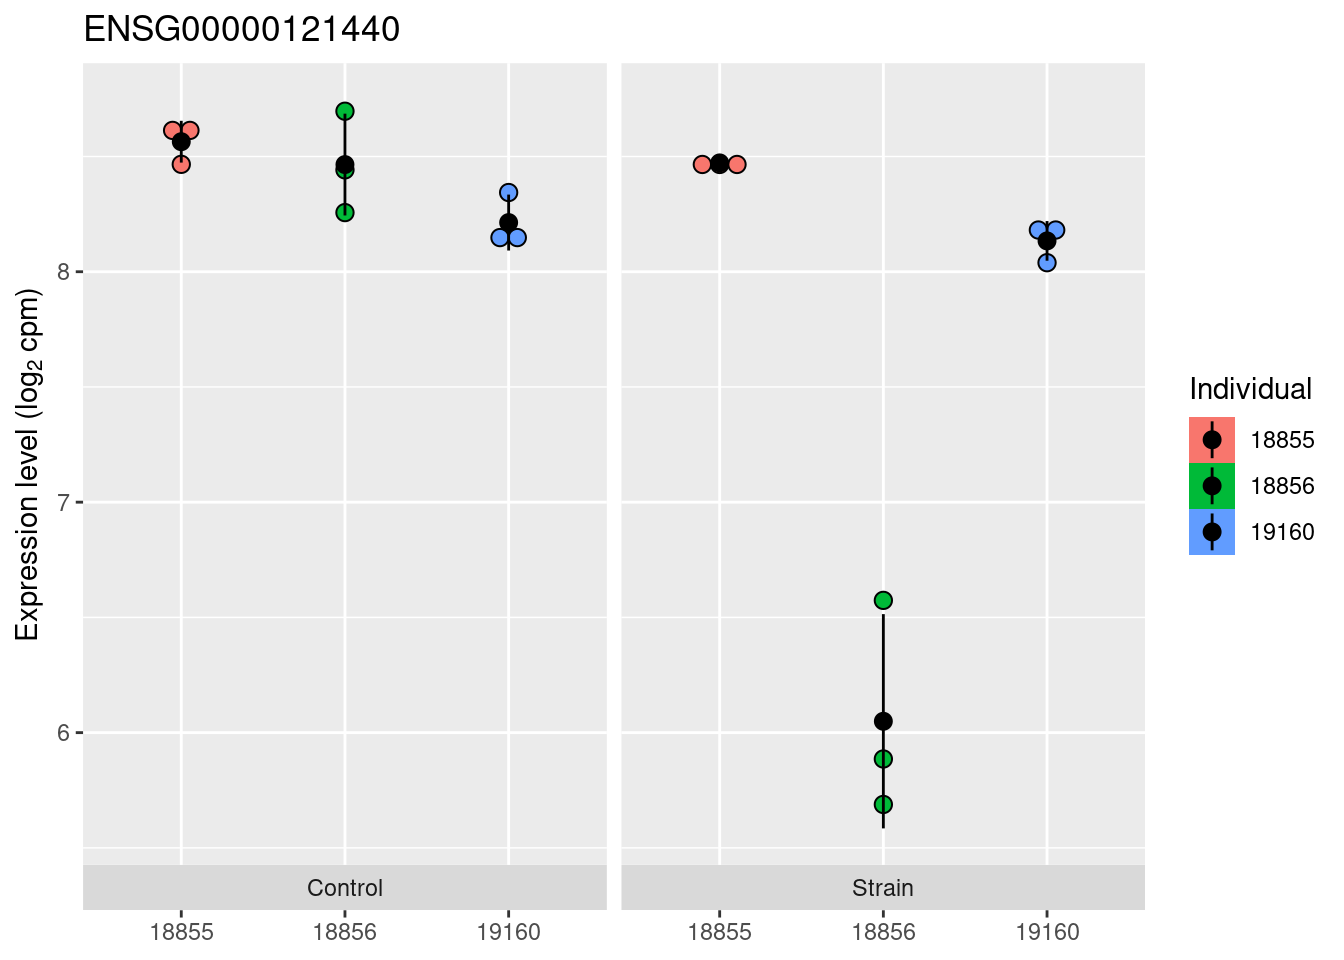 ENSG00000121440
Expression level (log₂ cpm)
8
7
6
Control
Strain
18855
18856
19160
18855
18856
19160
Individual
18855
18856
19160